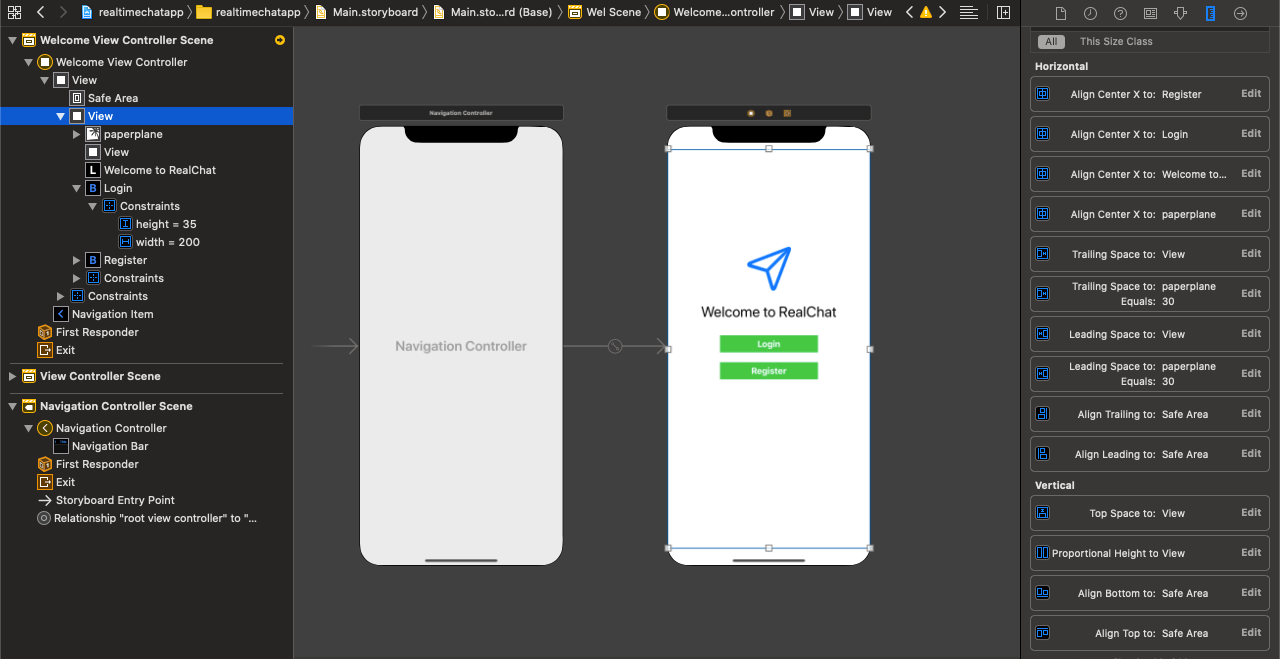 realtimechatapp
realtimechatapp
Main.storyboard
Main.sto...rd (Base)
Wel Scene
Welcome...ontroller
View
View
Welcome View Controller Scene
Welcome View Controller
View
Safe Area
View
paperplane
View
L Welcome to RealChat
B Login
Constraints
height = 35
width = 200
B Register
Constraints
Constraints
Navigation Item
First Responder
Exit
View Controller Scene
Navigation Controller Scene
Navigation Controller
Navigation Bar
First Responder
Exit
Storyboard Entry Point
Relationship "root view controller" to "...
Navigation Controller
Navigation Controller
Welcome to RealChat
Login
Register
All This Size Class
Horizontal
Align Center X to: Register Edit
Align Center X to: Login Edit
Align Center X to: Welcome to... Edit
Align Center X to: paperplane Edit
Trailing Space to: View Edit
Trailing Space to: paperplane Edit
Equals: 30
Leading Space to: View Edit
Leading Space to: paperplane Edit
Equals: 30
Align Trailing to: Safe Area Edit
Align Leading to: Safe Area Edit
Vertical
Top Space to: View Edit
Proportional Height to View Edit
Align Bottom to: Safe Area Edit
Align Top to: Safe Area Edit